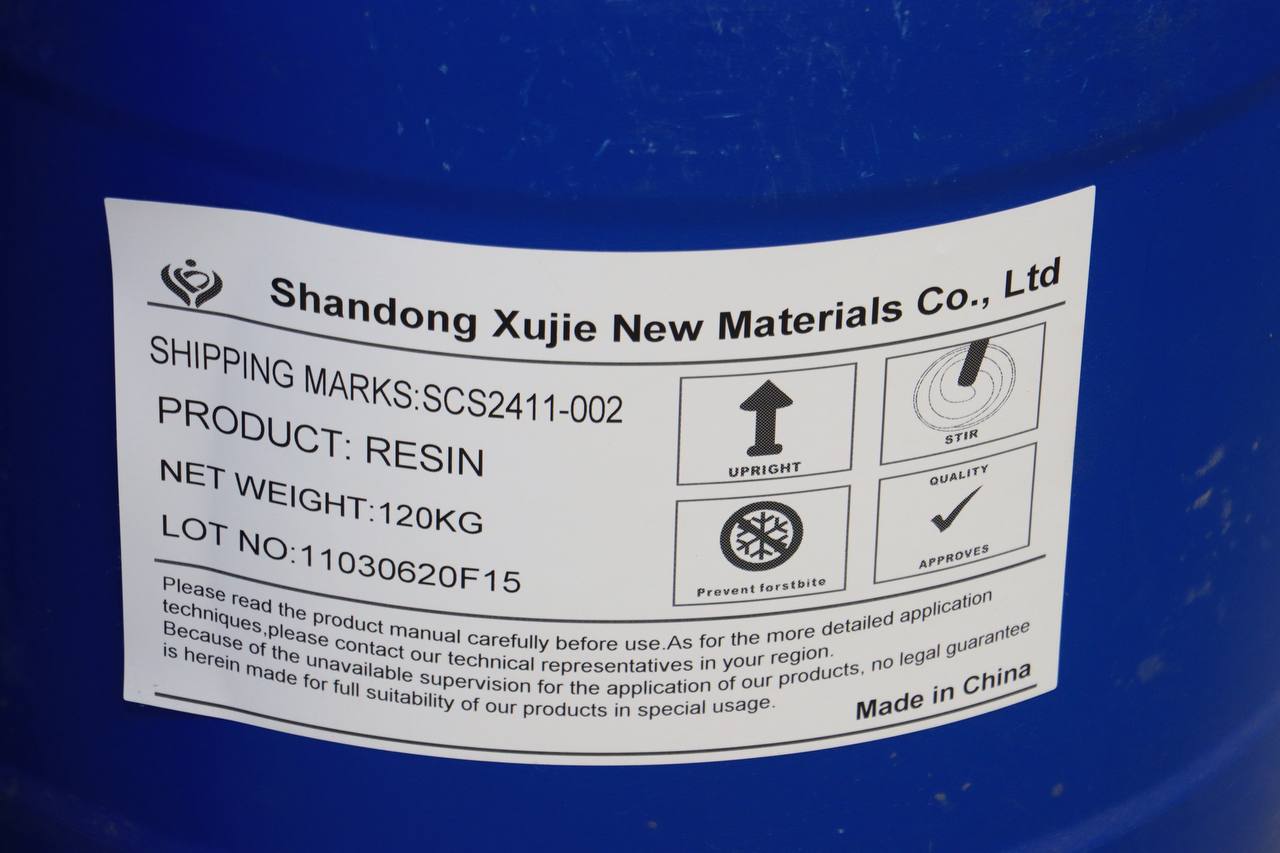 Shandong Xujie New Materials Co., Ltd
SHIPPING MARKS:SCS2411-002
PRODUCT: RESIN
NET WEIGHT:120KG
LOT NO:11030620F15
UPRIGHT
STIR
Prevent forstbite
QUALITY
APPROVES
Please read the product manual carefully before use.As for the more detailed application
techniques,please contact our technical representatives in your region.
Because of the unavailable supervision for the application of our products, no legal guarantee
is herein made for full suitability of our products in special usage.
Made in China